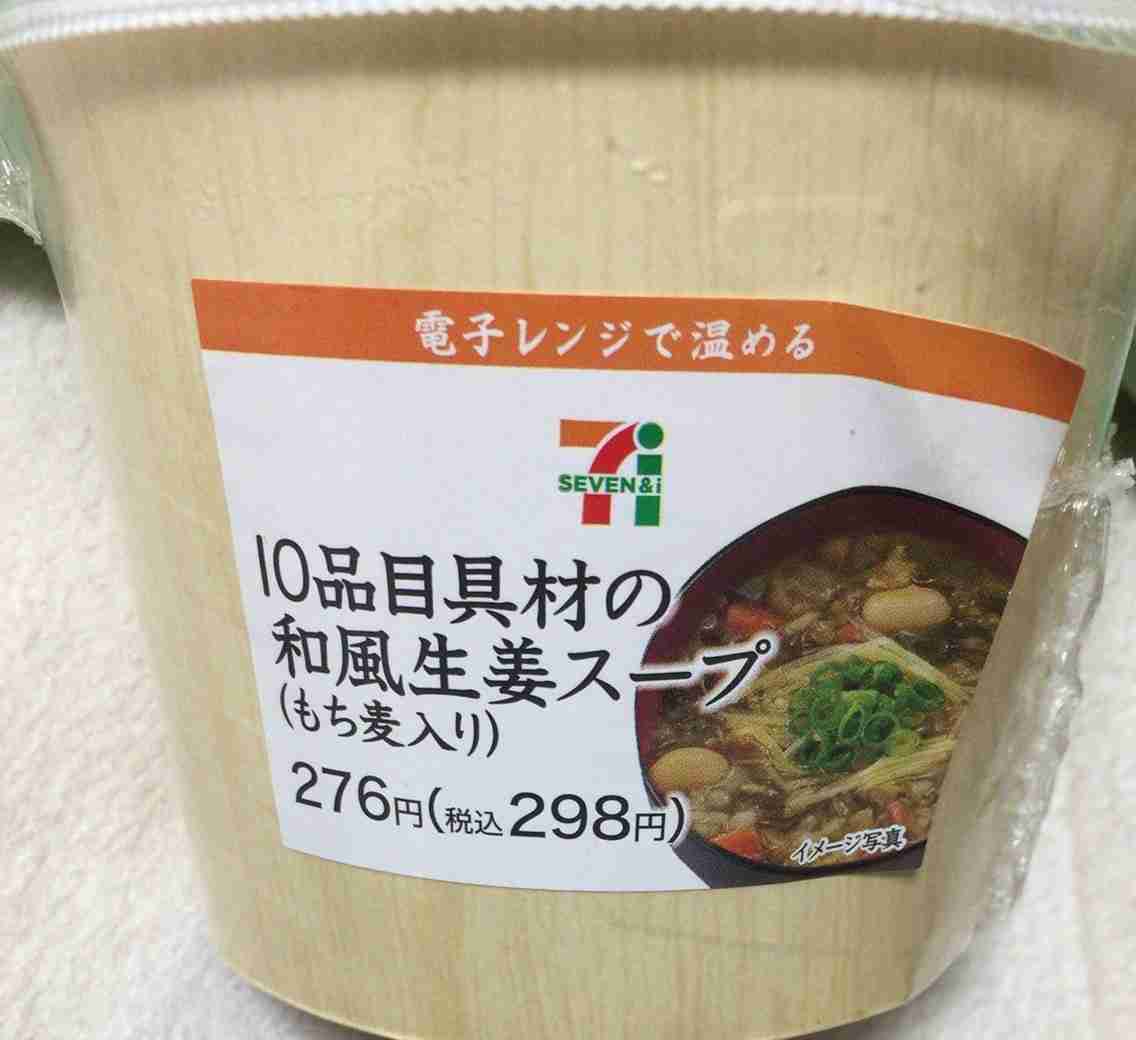 電子レンジで温める
7i
SEVEN&i
10品目具材の
和風生姜スープ
(もち麦入り)
276円(税込298円)
イメージ写真